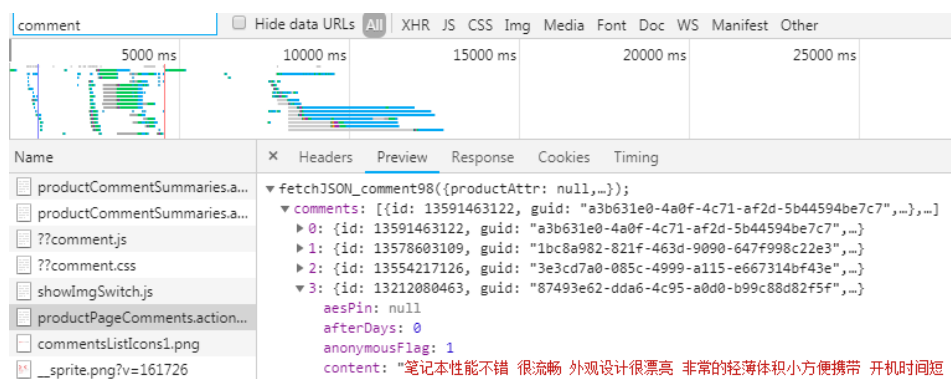 comment Hide data URLs All XHR JS CSS Img Media Font Doc WS Manifest Other
5000 ms 10000 ms 15000 ms 20000 ms 25000 ms
Name × Headers Preview Response Cookies Timing
productCommentSummaries.a...
productCommentSummaries.a...
??comment.js
??comment.css
showImgSwitch.js
productPageComments.action...
commentsListIcons1.png
__sprite.png?v=161726
▼fetchJSON_comment98({productAttr: null,…});
▼comments: [{id: 13591463122, guid: "a3b631e0-4a0f-4c71-af2d-5b44594be7c7",…},…]
▶0: {id: 13591463122, guid: "a3b631e0-4a0f-4c71-af2d-5b44594be7c7",…}
▶1: {id: 13578603109, guid: "1bc8a982-821f-463d-9090-647f998c22e3",…}
▶2: {id: 13554217126, guid: "3e3cd7a0-085c-4999-a115-e667314bf43e",…}
▼3: {id: 13212080463, guid: "87493e62-dda6-4c95-a0d0-b99c88d82f5f",…}
aesPin: null
afterDays: 0
anonymousFlag: 1
content: "笔记本性能不错 很流畅 外观设计很漂亮 非常的轻薄体积小方便携带 开机时间短